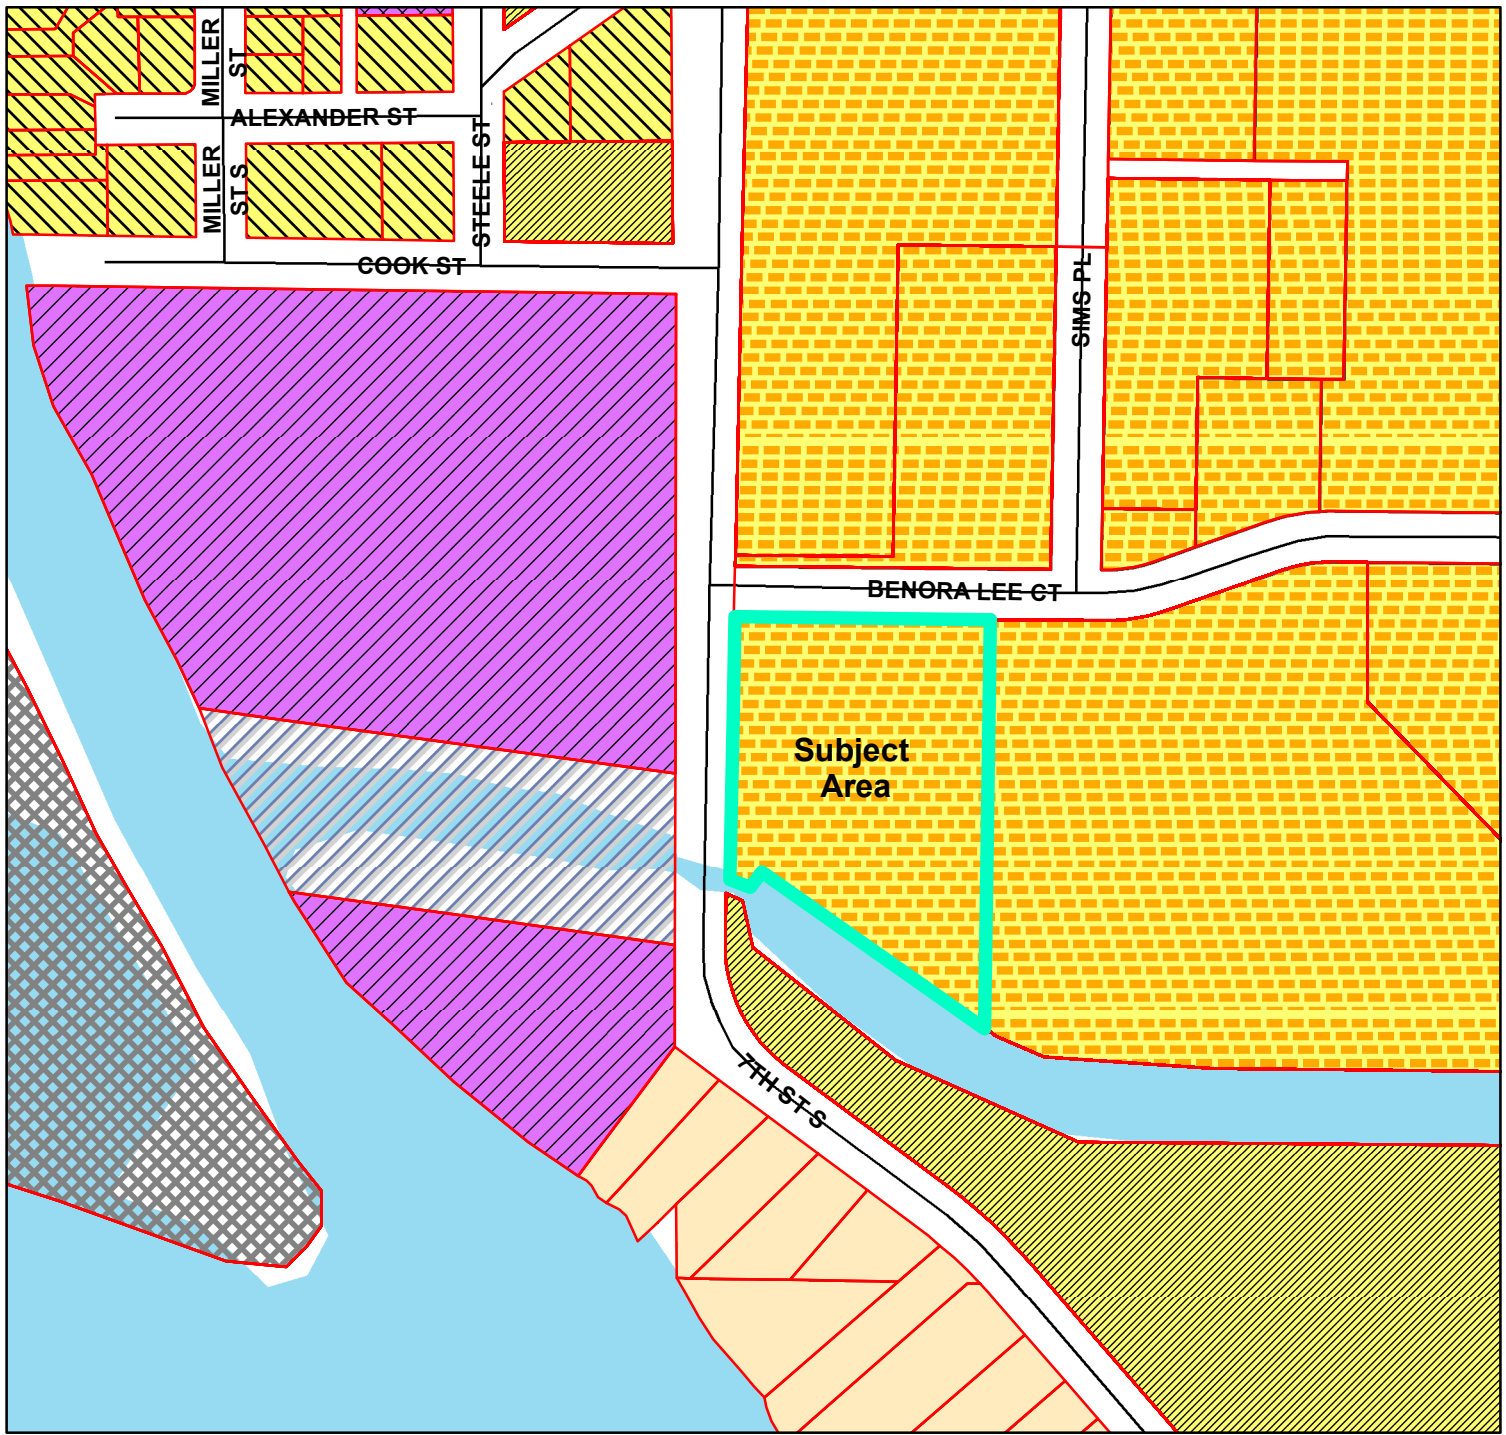 MILLER
ST
ALEXANDER ST
MILLER
ST S
STEELE ST
COOK ST
SIMS PL
BENORA LEE CT
Subject
Area
7TH ST S